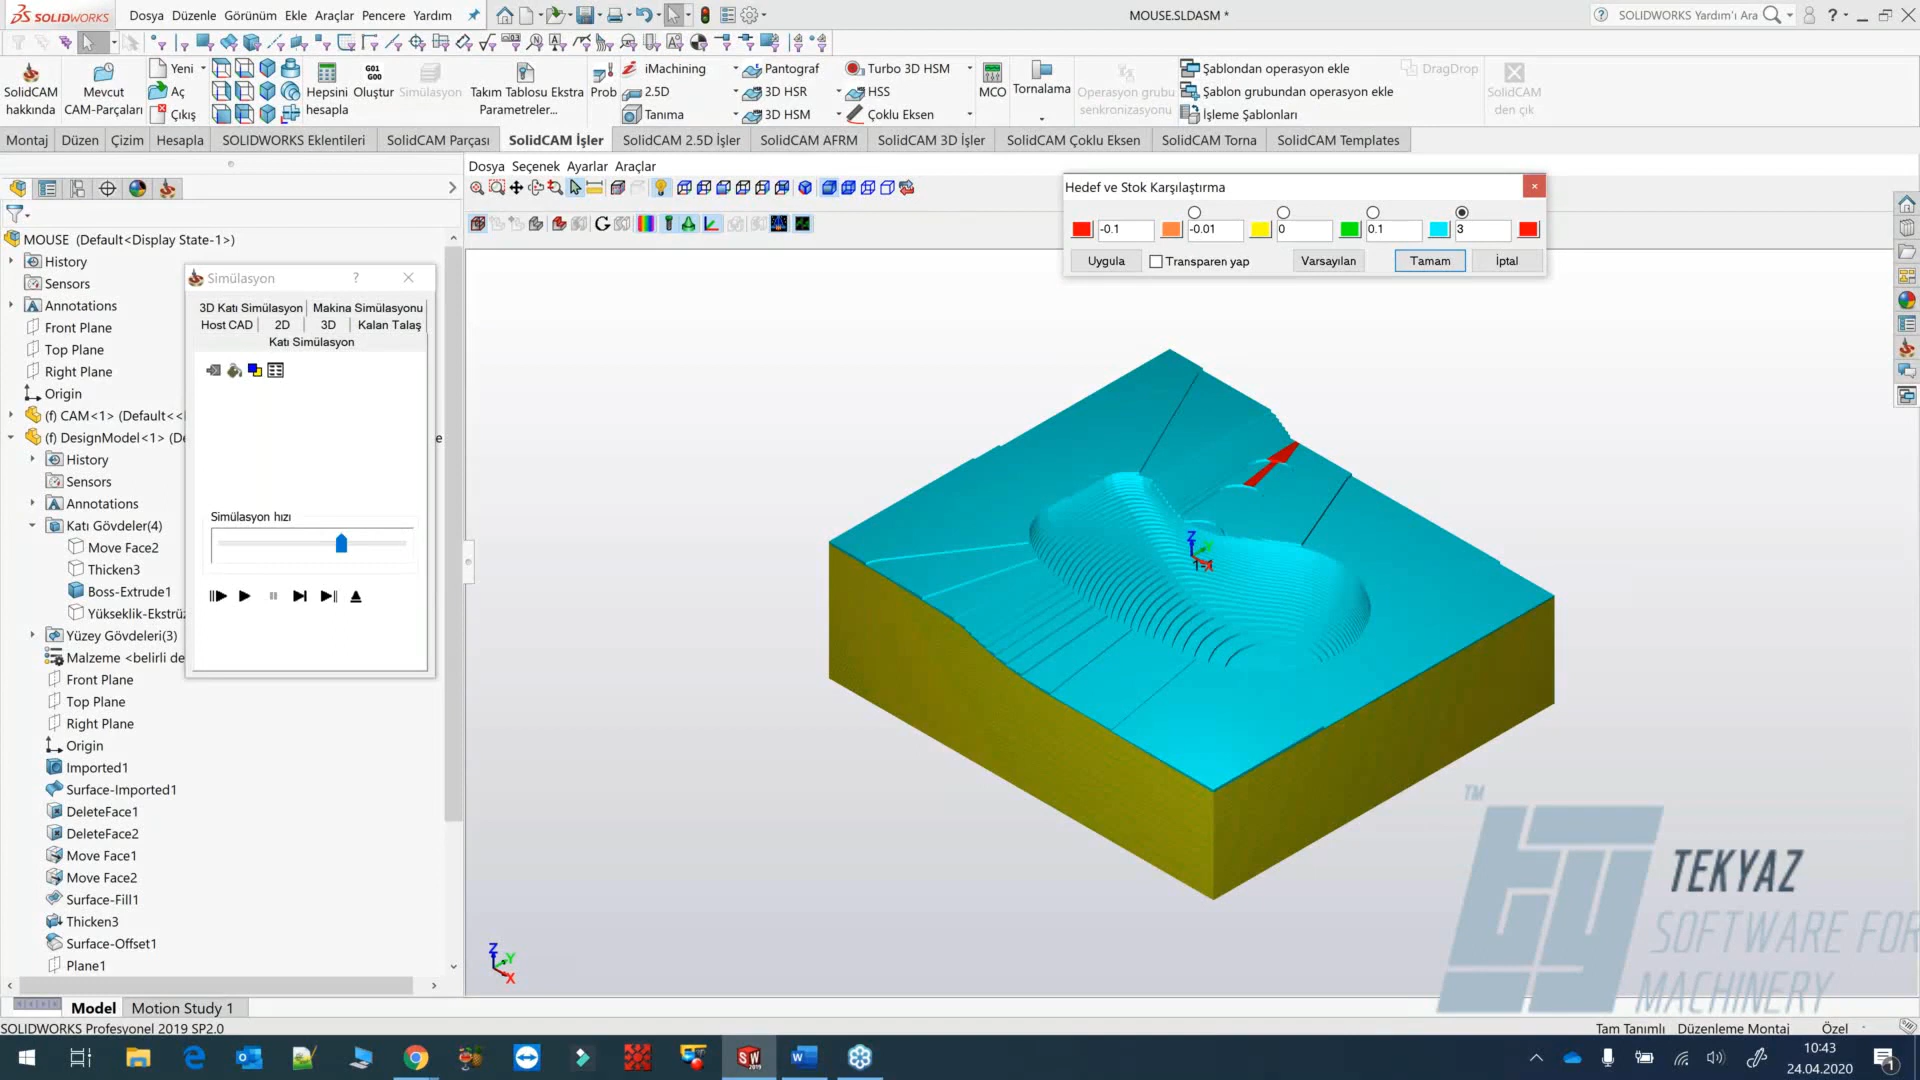 SOLIDWORKS
Dosya Düzenle Görünüm Ekle Araçlar Pencere Yardım
MOUSE.SLDASM *
SOLIDWORKS Yardım'ı Ara
SolidCAM hakkında
Mevcut CAM-Parçaları
Yeni
Aç
Çıkış
Hepsini hesapla
G01 G00
Oluştur
Simülasyon
Takım Tablosu Ekstra Parametreler...
Prob
iMachining
2.5D
Tanıma
Pantograf
3D HSR
3D HSM
Turbo 3D HSM
HSS
Çoklu Eksen
MCO
Tornalama
Operasyon grubu senkronizasyonu
Şablondan operasyon ekle
Şablon grubundan operasyon ekle
İşleme Şablonları
DragDrop
SolidCAM den çık
Montaj Düzen Çizim Hesapla SOLIDWORKS Eklentileri SolidCAM Parçası SolidCAM İşler SolidCAM 2.5D İşler SolidCAM AFRM SolidCAM 3D İşler SolidCAM Çoklu Eksen SolidCAM Torna SolidCAM Templates
Dosya Seçenek Ayarlar Araçlar
Hedef ve Stok Karşılaştırma
-0.1 -0.01 0 0.1 3
Uygula Transparen yap Varsayılan Tamam İptal
MOUSE (Default<Display State-1>)
History
Sensors
Annotations
Front Plane
Top Plane
Right Plane
Origin
(f) CAM<1> (Default<<
(f) DesignModel<1> (De
History
Sensors
Annotations
Katı Gövdeler(4)
Move Face2
Thicken3
Boss-Extrude1
Yükseklik-Ekstrüz
Yüzey Gövdeleri(3)
Malzeme <belirli de
Front Plane
Top Plane
Right Plane
Origin
Imported1
Surface-Imported1
DeleteFace1
DeleteFace2
Move Face1
Move Face2
Surface-Fill1
Thicken3
Surface-Offset1
Plane1
Simülasyon
3D Katı Simülasyon Makina Simülasyonu
Host CAD 2D 3D Kalan Talaş
Katı Simülasyon
Simülasyon hızı
Z
Z
Y
X
TM
TEKYAZ
SOFTWARE FOR
MACHINERY
Model Motion Study 1
SOLIDWORKS Profesyonel 2019 SP2.0
Tam Tanımlı Düzenleme Montaj Özel
10:43
24.04.2020